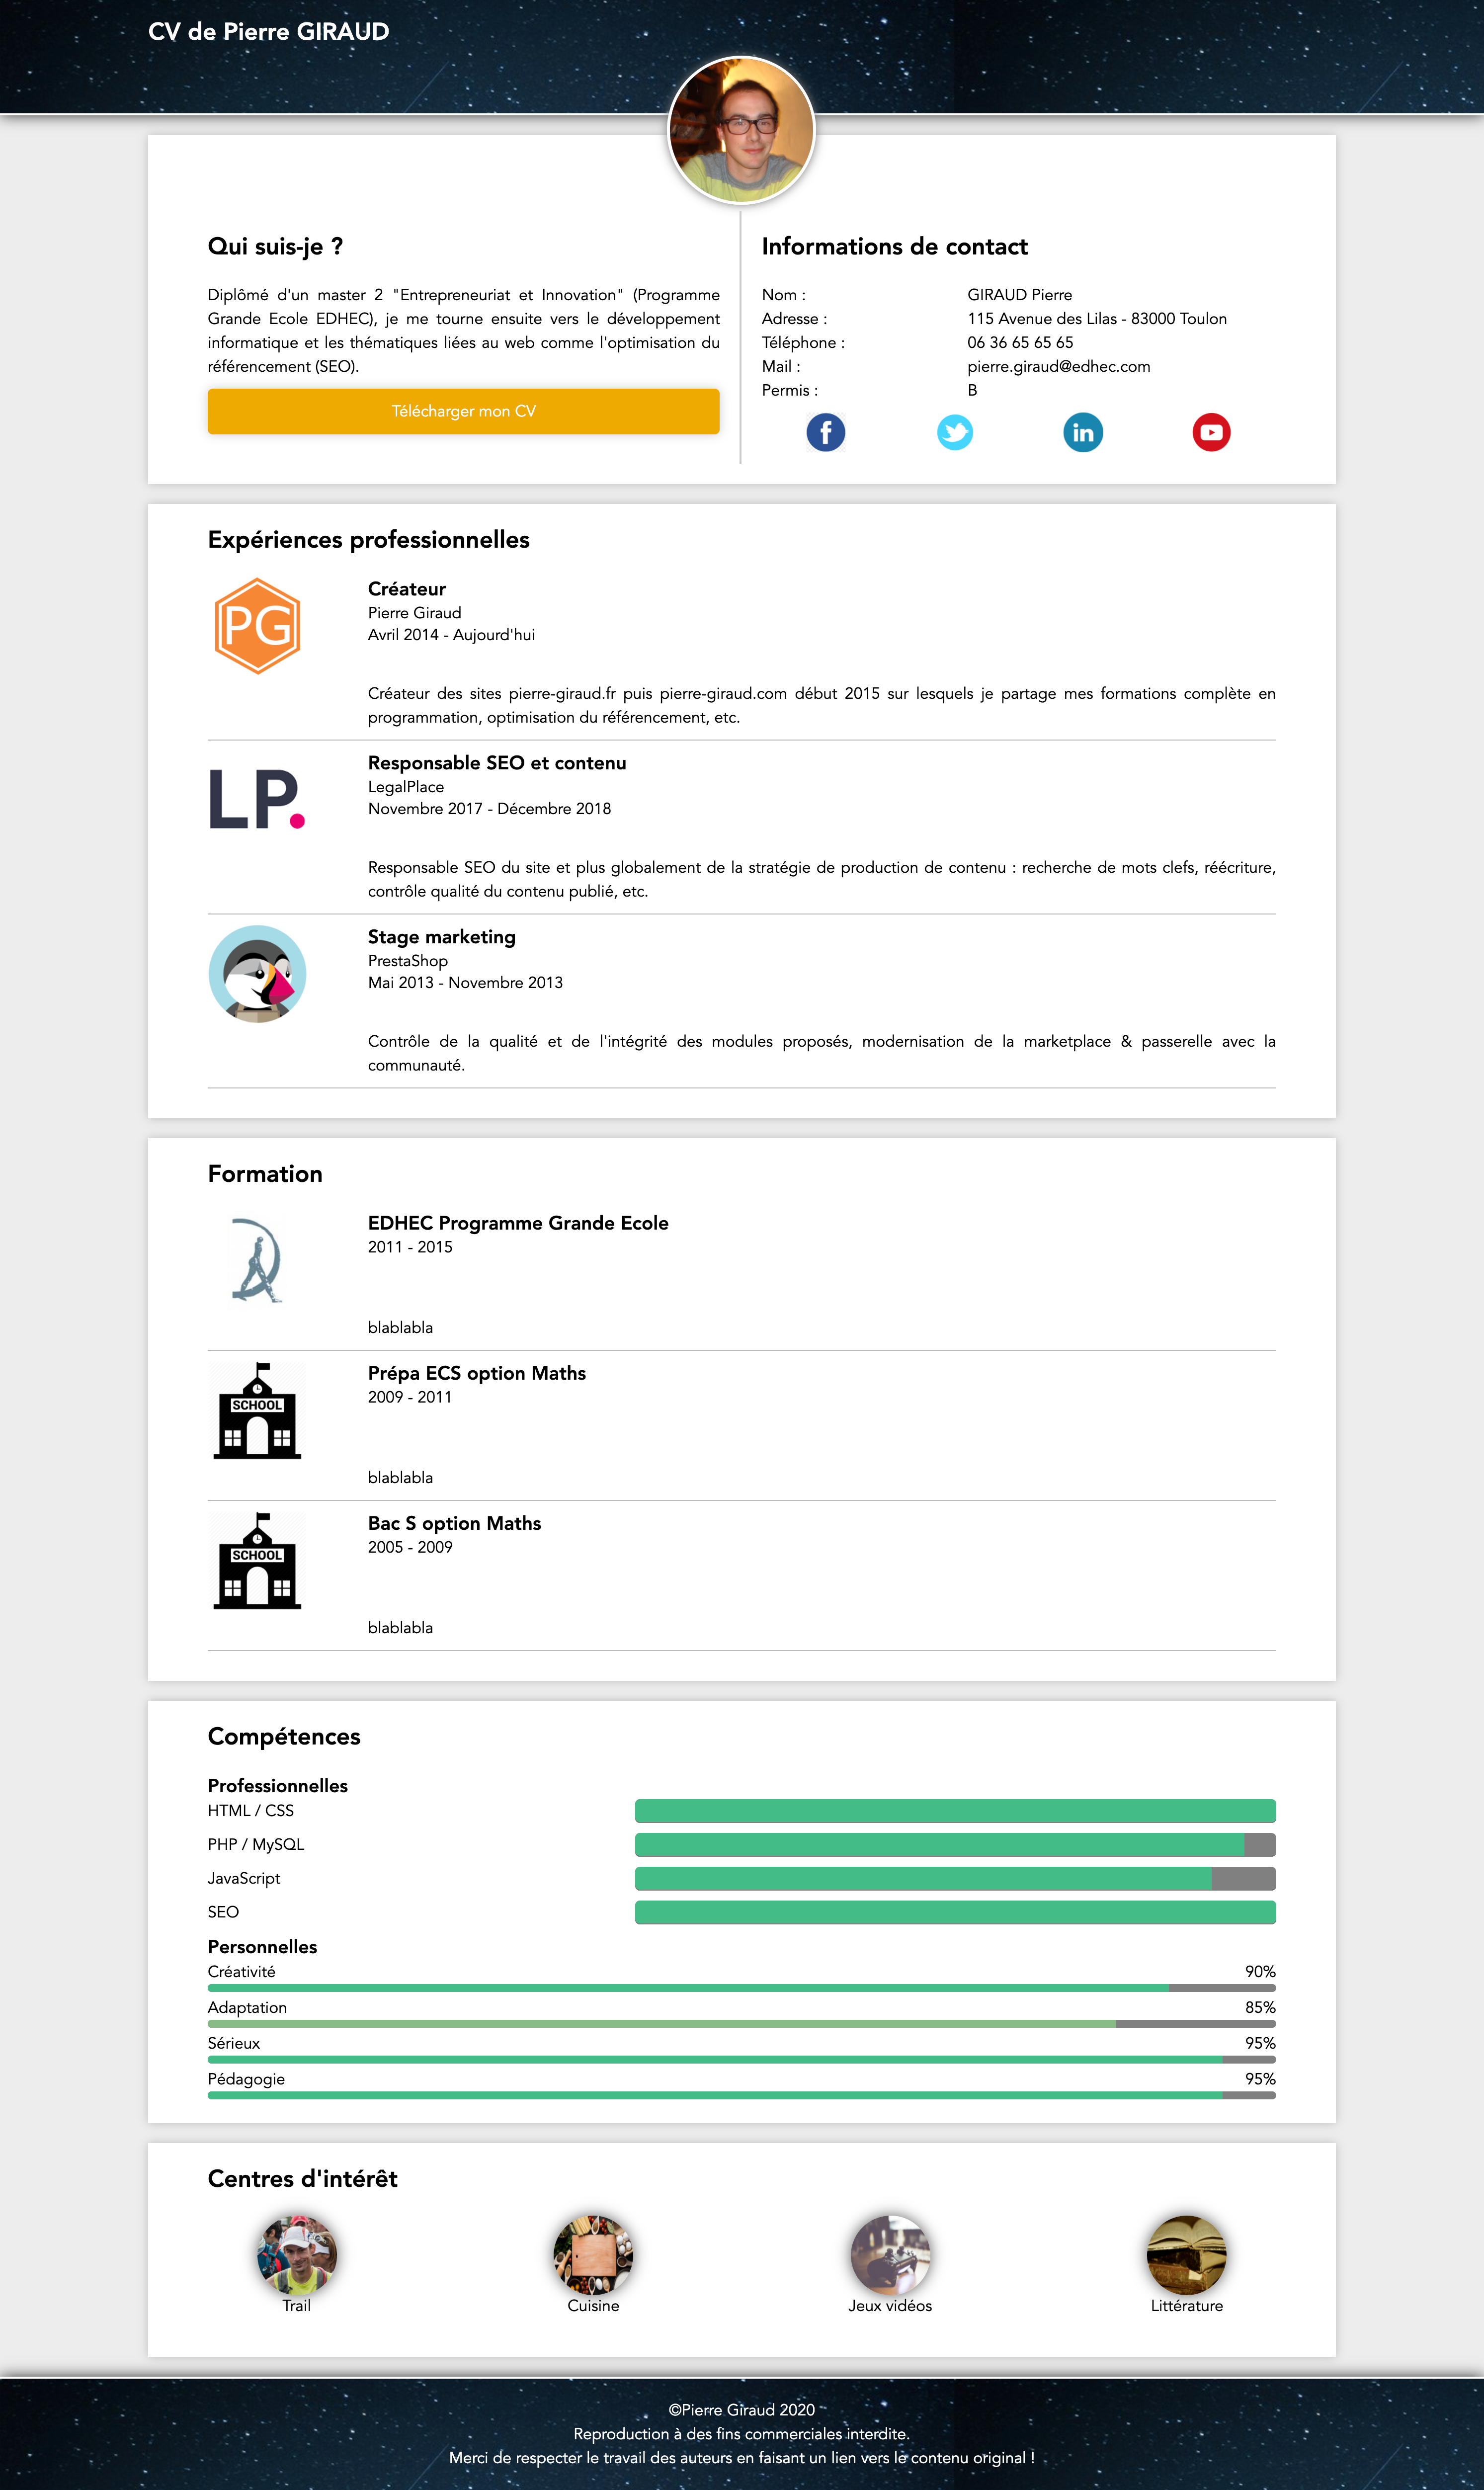 CV de Pierre GIRAUD
Qui suis-je ?
Diplômé d'un master 2 "Entrepreneuriat et Innovation" (Programme
Grande Ecole EDHEC), je me tourne ensuite vers le développement
informatique et les thématiques liées au web comme l'optimisation du
référencement (SEO).
Télécharger mon CV
Informations de contact
Nom : GIRAUD Pierre
Adresse : 115 Avenue des Lilas - 83000 Toulon
Téléphone : 06 36 65 65 65
Mail : pierre.giraud@edhec.com
Permis : B
f
in
Expériences professionnelles
PG
Créateur
Pierre Giraud
Avril 2014 - Aujourd'hui
Créateur des sites pierre-giraud.fr puis pierre-giraud.com début 2015 sur lesquels je partage mes formations complète en
programmation, optimisation du référencement, etc.
LP.
Responsable SEO et contenu
LegalPlace
Novembre 2017 - Décembre 2018
Responsable SEO du site et plus globalement de la stratégie de production de contenu : recherche de mots clefs, réécriture,
contrôle qualité du contenu publié, etc.
Stage marketing
PrestaShop
Mai 2013 - Novembre 2013
Contrôle de la qualité et de l'intégrité des modules proposés, modernisation de la marketplace & passerelle avec la
communauté.
Formation
EDHEC Programme Grande Ecole
2011 - 2015
blablabla
SCHOOL
Prépa ECS option Maths
2009 - 2011
blablabla
SCHOOL
Bac S option Maths
2005 - 2009
blablabla
Compétences
Professionnelles
HTML / CSS
PHP / MySQL
JavaScript
SEO
Personnelles
Créativité 90%
Adaptation 85%
Sérieux 95%
Pédagogie 95%
Centres d'intérêt
Trail
Cuisine
Jeux vidéos
Littérature
©Pierre Giraud 2020
Reproduction à des fins commerciales interdite.
Merci de respecter le travail des auteurs en faisant un lien vers le contenu original !